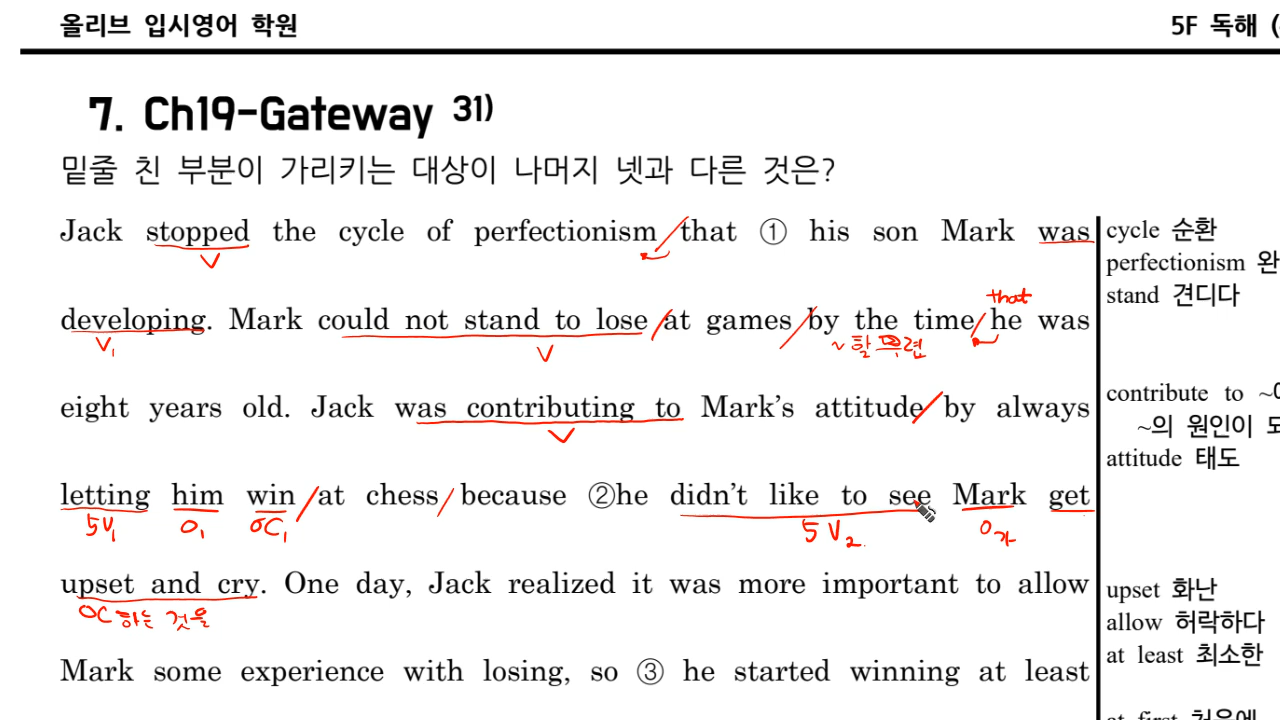 올리브 입시영어 학원
5F 독해
7. Ch19-Gateway 31)
밑줄 친 부분이 가리키는 대상이 나머지 넷과 다른 것은?
Jack stopped the cycle of perfectionism that ① his son Mark was
V
that
developing. Mark could not stand to lose at games by the time he was
V₁ V ~할 무렵
eight years old. Jack was contributing to Mark's attitude by always
V
letting him win at chess because ②he didn't like to see Mark get
5V₁ O₁ OC₁ 5V₂ O₂가
upset and cry. One day, Jack realized it was more important to allow
OC 하는 것을
Mark some experience with losing, so ③ he started winning at least
cycle 순환
perfectionism 완
stand 견디다
contribute to
~의 원인이
attitude 태도
upset 화난
allow 허락하다
at least 최소한
at first 처음에